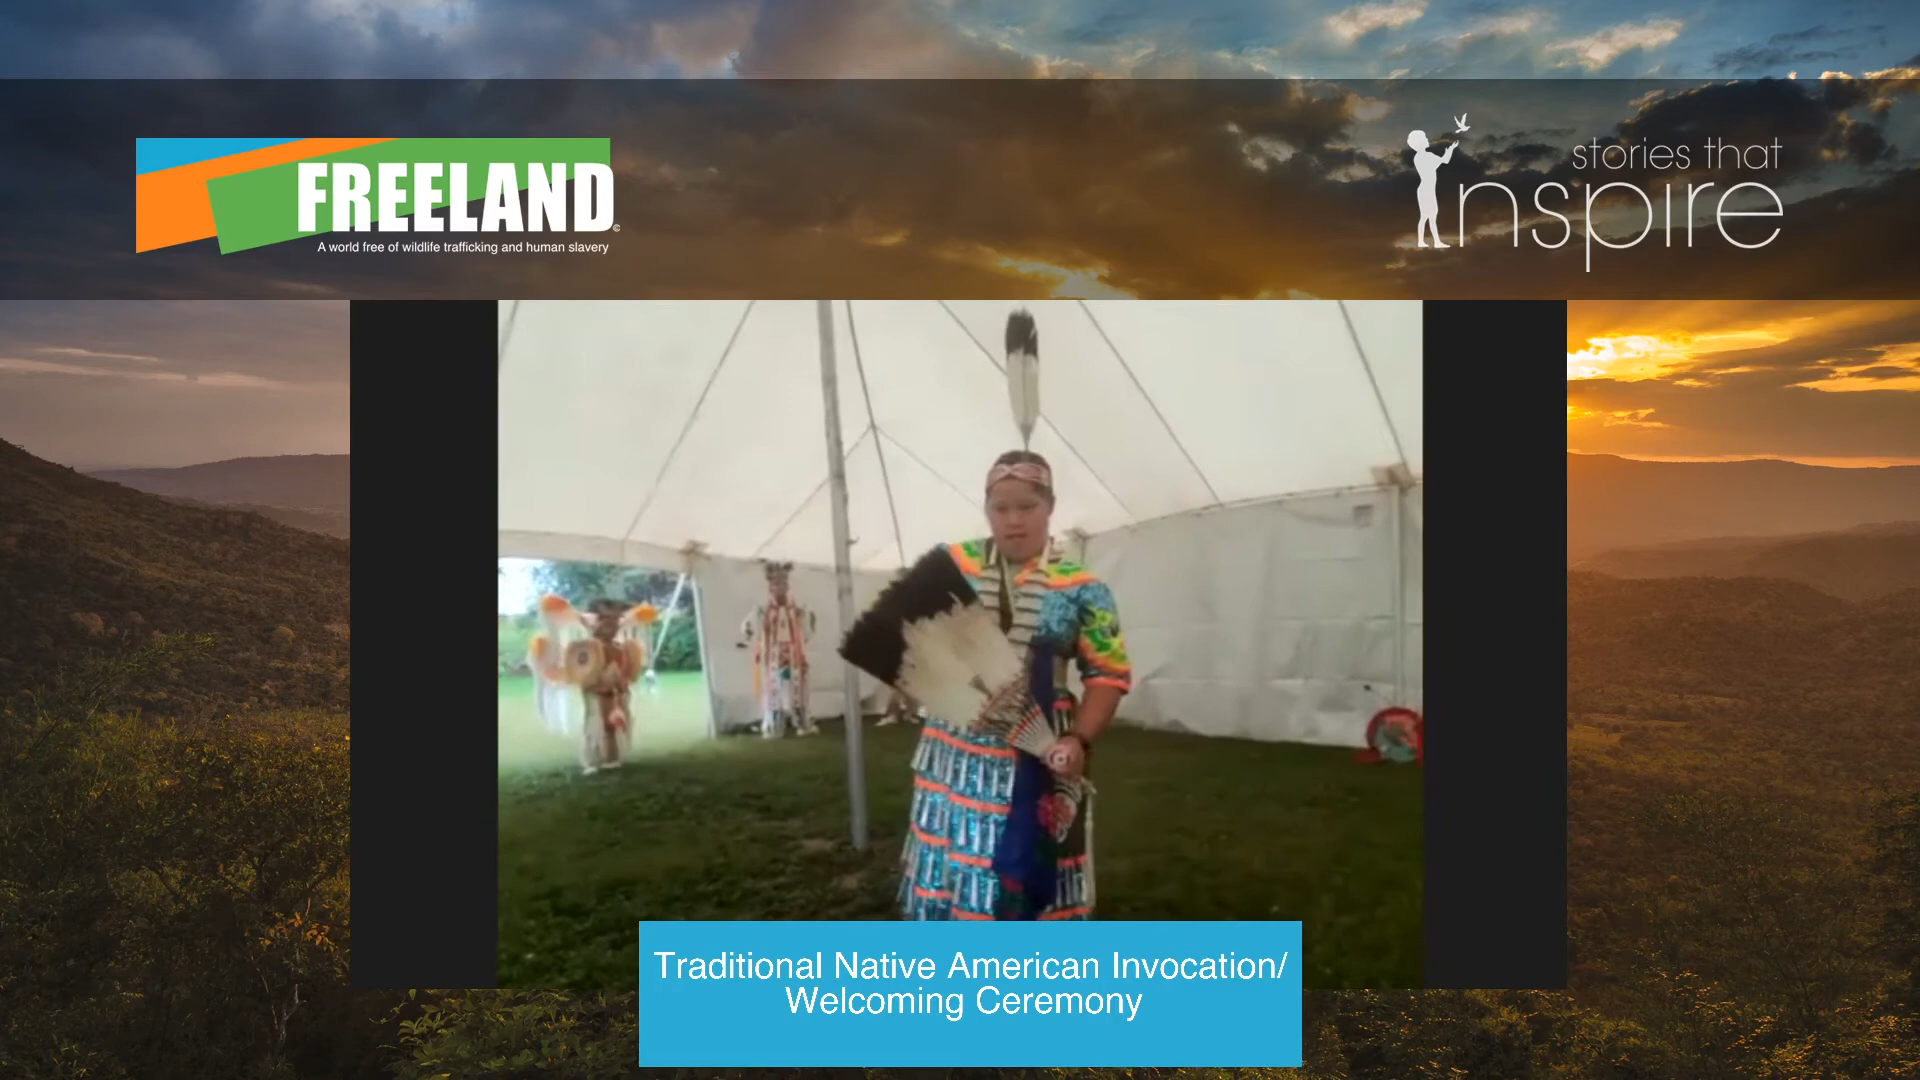 FREELAND
©
A world free of wildlife trafficking and human slavery
stories that
inspire
Traditional Native American Invocation/
Welcoming Ceremony